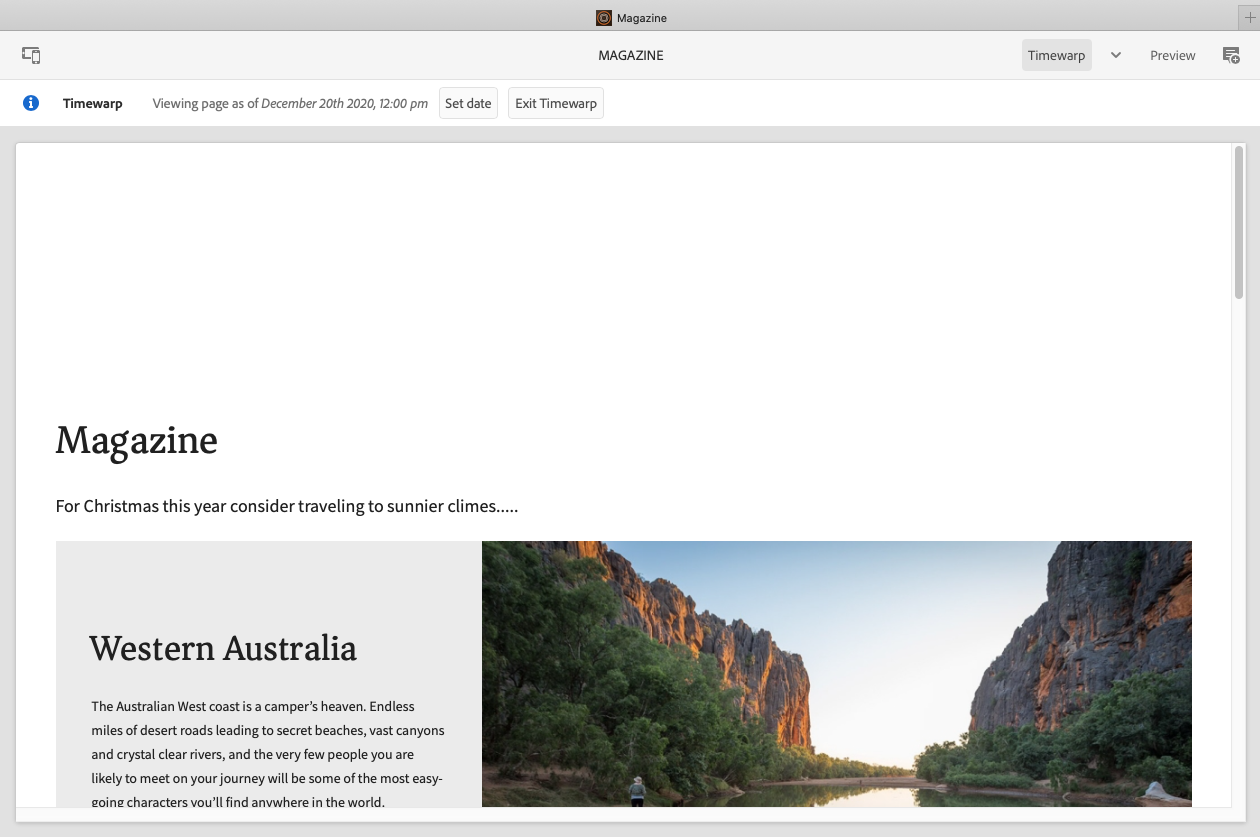 Magazine
MAGAZINE
Timewarp
Preview
Timewarp Viewing page as of December 20th 2020, 12:00 pm Set date Exit Timewarp
Magazine
For Christmas this year consider traveling to sunnier climes.....
Western Australia
The Australian West coast is a camper’s heaven. Endless
miles of desert roads leading to secret beaches, vast canyons
and crystal clear rivers, and the very few people you are
likely to meet on your journey will be some of the most easy-
going characters you’ll find anywhere in the world.